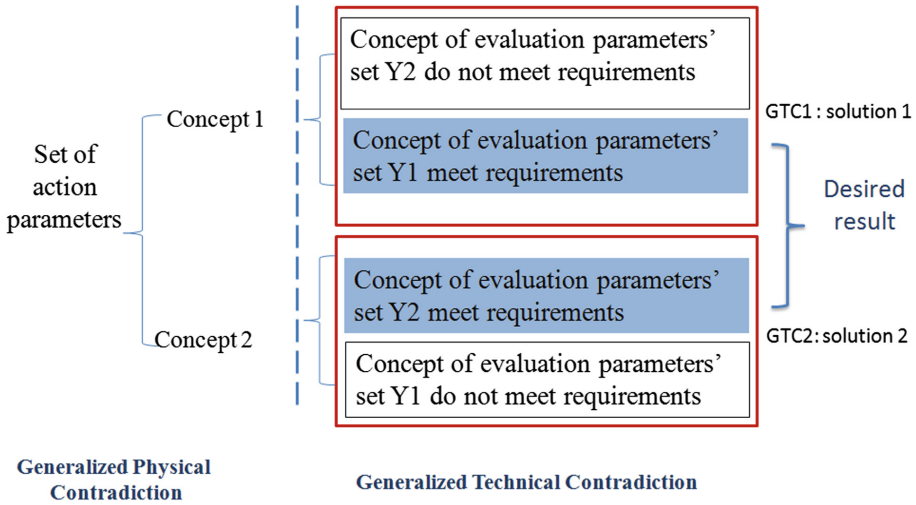 Concept of evaluation parameters’
set Y2 do not meet requirements
Concept 1
GTC1 : solution 1
Concept of evaluation parameters’
set Y1 meet requirements
Set of
action
parameters
Desired
result
Concept of evaluation parameters’
set Y2 meet requirements
Concept 2
GTC2: solution 2
Concept of evaluation parameters’
set Y1 do not meet requirements
Generalized Physical
Contradiction
Generalized Technical Contradiction